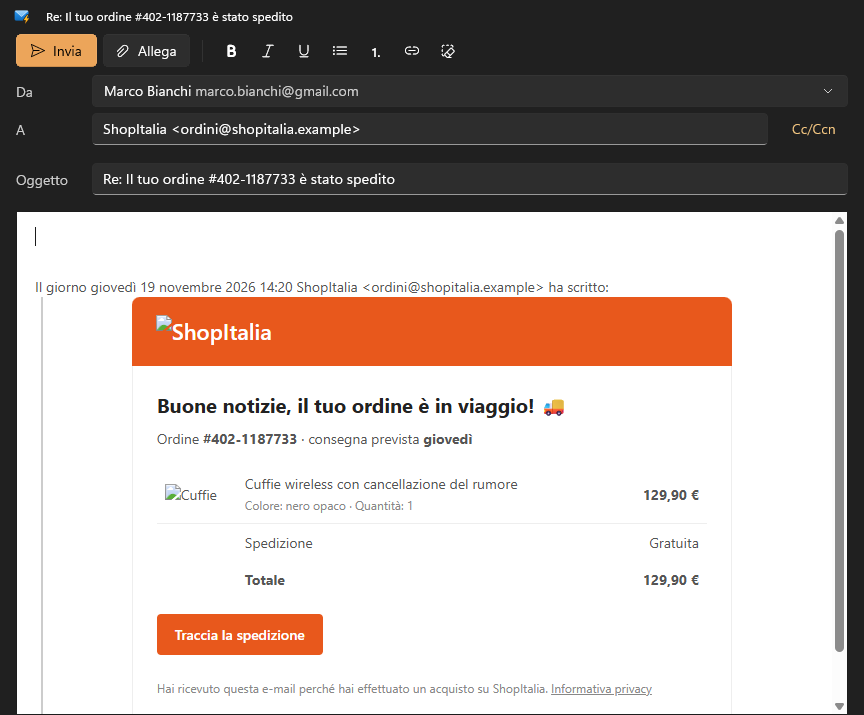 Re: Il tuo ordine #402-1187733 è stato spedito
Invia
Allega
B I U 1.
Da
Marco Bianchi marco.bianchi@gmail.com
A
ShopItalia <ordini@shopitalia.example>
Cc/Ccn
Oggetto
Re: Il tuo ordine #402-1187733 è stato spedito
Il giorno giovedì 19 novembre 2026 14:20 ShopItalia <ordini@shopitalia.example> ha scritto:
ShopItalia
Buone notizie, il tuo ordine è in viaggio! 🚚
Ordine #402-1187733 · consegna prevista giovedì
Cuffie
Cuffie wireless con cancellazione del rumore
Colore: nero opaco · Quantità: 1
129,90 €
Spedizione
Gratuita
Totale
129,90 €
Traccia la spedizione
Hai ricevuto questa e-mail perché hai effettuato un acquisto su ShopItalia. Informativa privacy